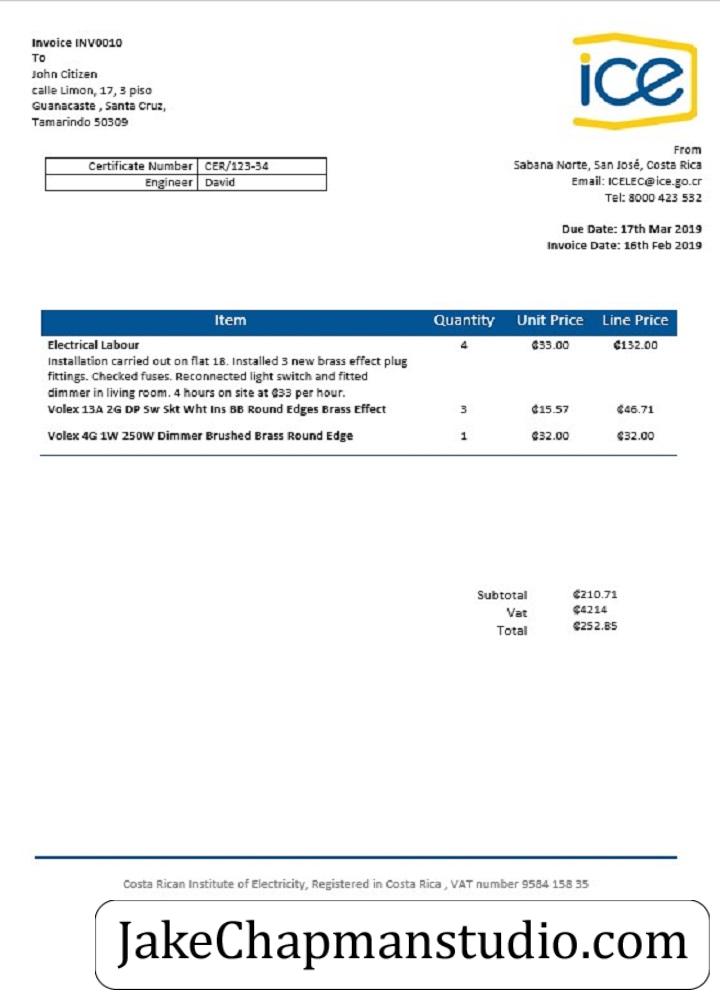 Invoice INV0010
To
John Citizen
calle Limon, 17, 3 piso
Guanacaste , Santa Cruz,
Tamarindo 50309
ice
From
Sabana Norte, San José, Costa Rica
Email: ICELEC@ice.go.cr
Tel: 8000 423 532
Certificate Number CER/123-34
Engineer David
Due Date: 17th Mar 2019
Invoice Date: 16th Feb 2019
Item Quantity Unit Price Line Price
Electrical Labour 4 ₡33.00 ₡132.00
Installation carried out on flat 18. Installed 3 new brass effect plug
fittings. Checked fuses. Reconnected light switch and fitted
dimmer in living room. 4 hours on site at ₡33 per hour.
Volex 13A 2G DP Sw Skt Wht Ins BB Round Edges Brass Effect 3 ₡15.57 ₡46.71
Volex 4G 1W 250W Dimmer Brushed Brass Round Edge 1 ₡32.00 ₡32.00
Subtotal ₡210.71
Vat ₡4214
Total ₡252.85
Costa Rican Institute of Electricity, Registered in Costa Rica , VAT number 9584 158 35
JakeChapmanstudio.com